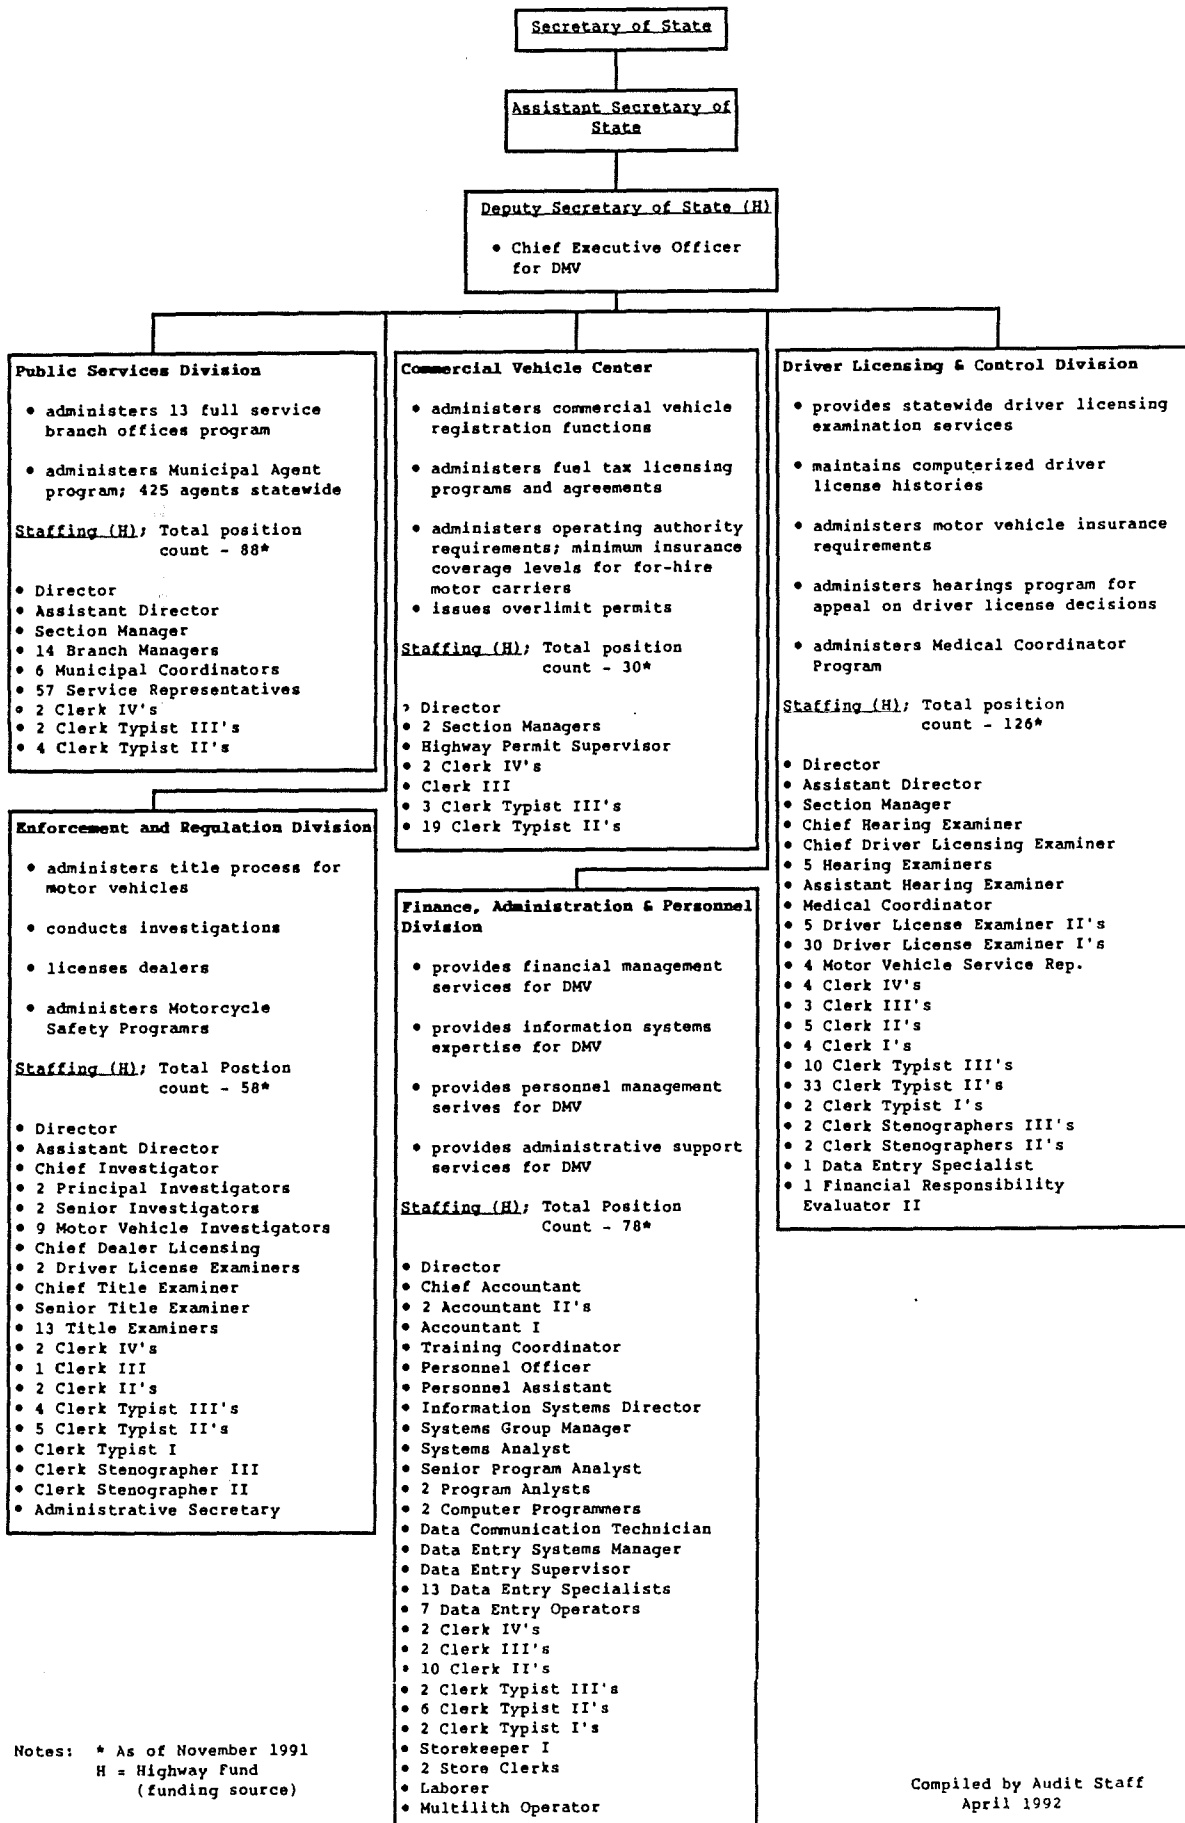 Secretary of State
Assistant Secretary of
State
Deputy Secretary of State (H)
• Chief Executive Officer
for DMV
Public Services Division
• administers 13 full service
branch offices program
• administers Municipal Agent
program; 425 agents statewide
Staffing (H); Total position
count - 88*
• Director
• Assistant Director
• Section Manager
• 14 Branch Managers
• 6 Municipal Coordinators
• 57 Service Representatives
• 2 Clerk IV's
• 2 Clerk Typist III's
• 4 Clerk Typist II's
Commercial Vehicle Center
• administers commercial vehicle
registration functions
• administers fuel tax licensing
programs and agreements
• administers operating authority
requirements; minimum insurance
coverage levels for for-hire
motor carriers
• issues overlimit permits
Staffing (H); Total position
count - 30*
• Director
• 2 Section Managers
• Highway Permit Supervisor
• 2 Clerk IV's
• Clerk III
• 3 Clerk Typist III's
• 19 Clerk Typist II's
Driver Licensing & Control Division
• provides statewide driver licensing
examination services
• maintains computerized driver
license histories
• administers motor vehicle insurance
requirements
• administers hearings program for
appeal on driver license decisions
• administers Medical Coordinator
Program
Staffing (H); Total position
count - 126*
• Director
• Assistant Director
• Section Manager
• Chief Hearing Examiner
• Chief Driver Licensing Examiner
• 5 Hearing Examiners
• Assistant Hearing Examiner
• Medical Coordinator
• 5 Driver License Examiner II's
• 30 Driver License Examiner I's
• 4 Motor Vehicle Service Rep.
• 4 Clerk IV's
• 3 Clerk III's
• 5 Clerk II's
• 4 Clerk I's
• 10 Clerk Typist III's
• 33 Clerk Typist II's
• 2 Clerk Typist I's
• 2 Clerk Stenographers III's
• 2 Clerk Stenographers II's
• 1 Data Entry Specialist
• 1 Financial Responsibility
Evaluator II
Enforcement and Regulation Division
• administers title process for
motor vehicles
• conducts investigations
• licenses dealers
• administers Motorcycle
Safety Programrs
Staffing (H); Total Postion
count - 58*
• Director
• Assistant Director
• Chief Investigator
• 2 Principal Investigators
• 2 Senior Investigators
• 9 Motor Vehicle Investigators
• Chief Dealer Licensing
• 2 Driver License Examiners
• Chief Title Examiner
• Senior Title Examiner
• 13 Title Examiners
• 2 Clerk IV's
• 1 Clerk III
• 2 Clerk II's
• 4 Clerk Typist III's
• 5 Clerk Typist II's
• Clerk Typist I
• Clerk Stenographer III
• Clerk Stenographer II
• Administrative Secretary
Finance, Administration & Personnel
Division
• provides financial management
services for DMV
• provides information systems
expertise for DMV
• provides personnel management
serives for DMV
• provides administrative support
services for DMV
Staffing (H); Total Position
Count - 78*
• Director
• Chief Accountant
• 2 Accountant II's
• Accountant I
• Training Coordinator
• Personnel Officer
• Personnel Assistant
• Information Systems Director
• Systems Group Manager
• Systems Analyst
• Senior Program Analyst
• 2 Program Anlysts
• 2 Computer Programmers
• Data Communication Technician
• Data Entry Systems Manager
• Data Entry Supervisor
• 13 Data Entry Specialists
• 7 Data Entry Operators
• 2 Clerk IV's
• 2 Clerk III's
• 10 Clerk II's
• 2 Clerk Typist III's
• 6 Clerk Typist II's
• 2 Clerk Typist I's
• Storekeeper I
• 2 Store Clerks
• Laborer
• Multilith Operator
Notes: * As of November 1991
H = Highway Fund
(funding source)
Compiled by Audit Staff
April 1992